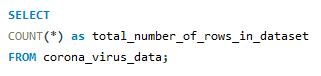 SELECT
COUNT(*) as total_number_of_rows_in_dataset
FROM corona_virus_data;